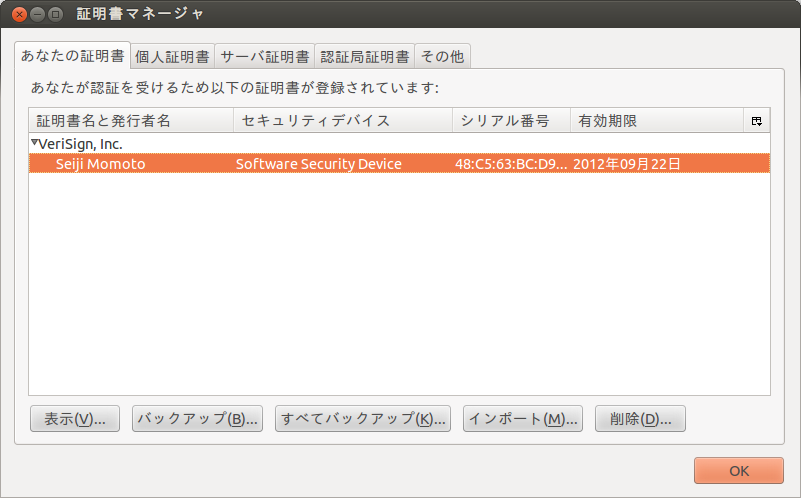 証明書マネージャ
あなたの証明書 個人証明書 サーバ証明書 認証局証明書 その他
あなたが認証を受けるため以下の証明書が登録されています:
証明書名と発行者名 セキュリティデバイス シリアル番号 有効期限
VeriSign, Inc.
Seiji Momoto Software Security Device 48:C5:63:BC:D9... 2012年09月22日
表示(V)... バックアップ(B)... すべてバックアップ(K)... インポート(M)... 削除(D)...
OK